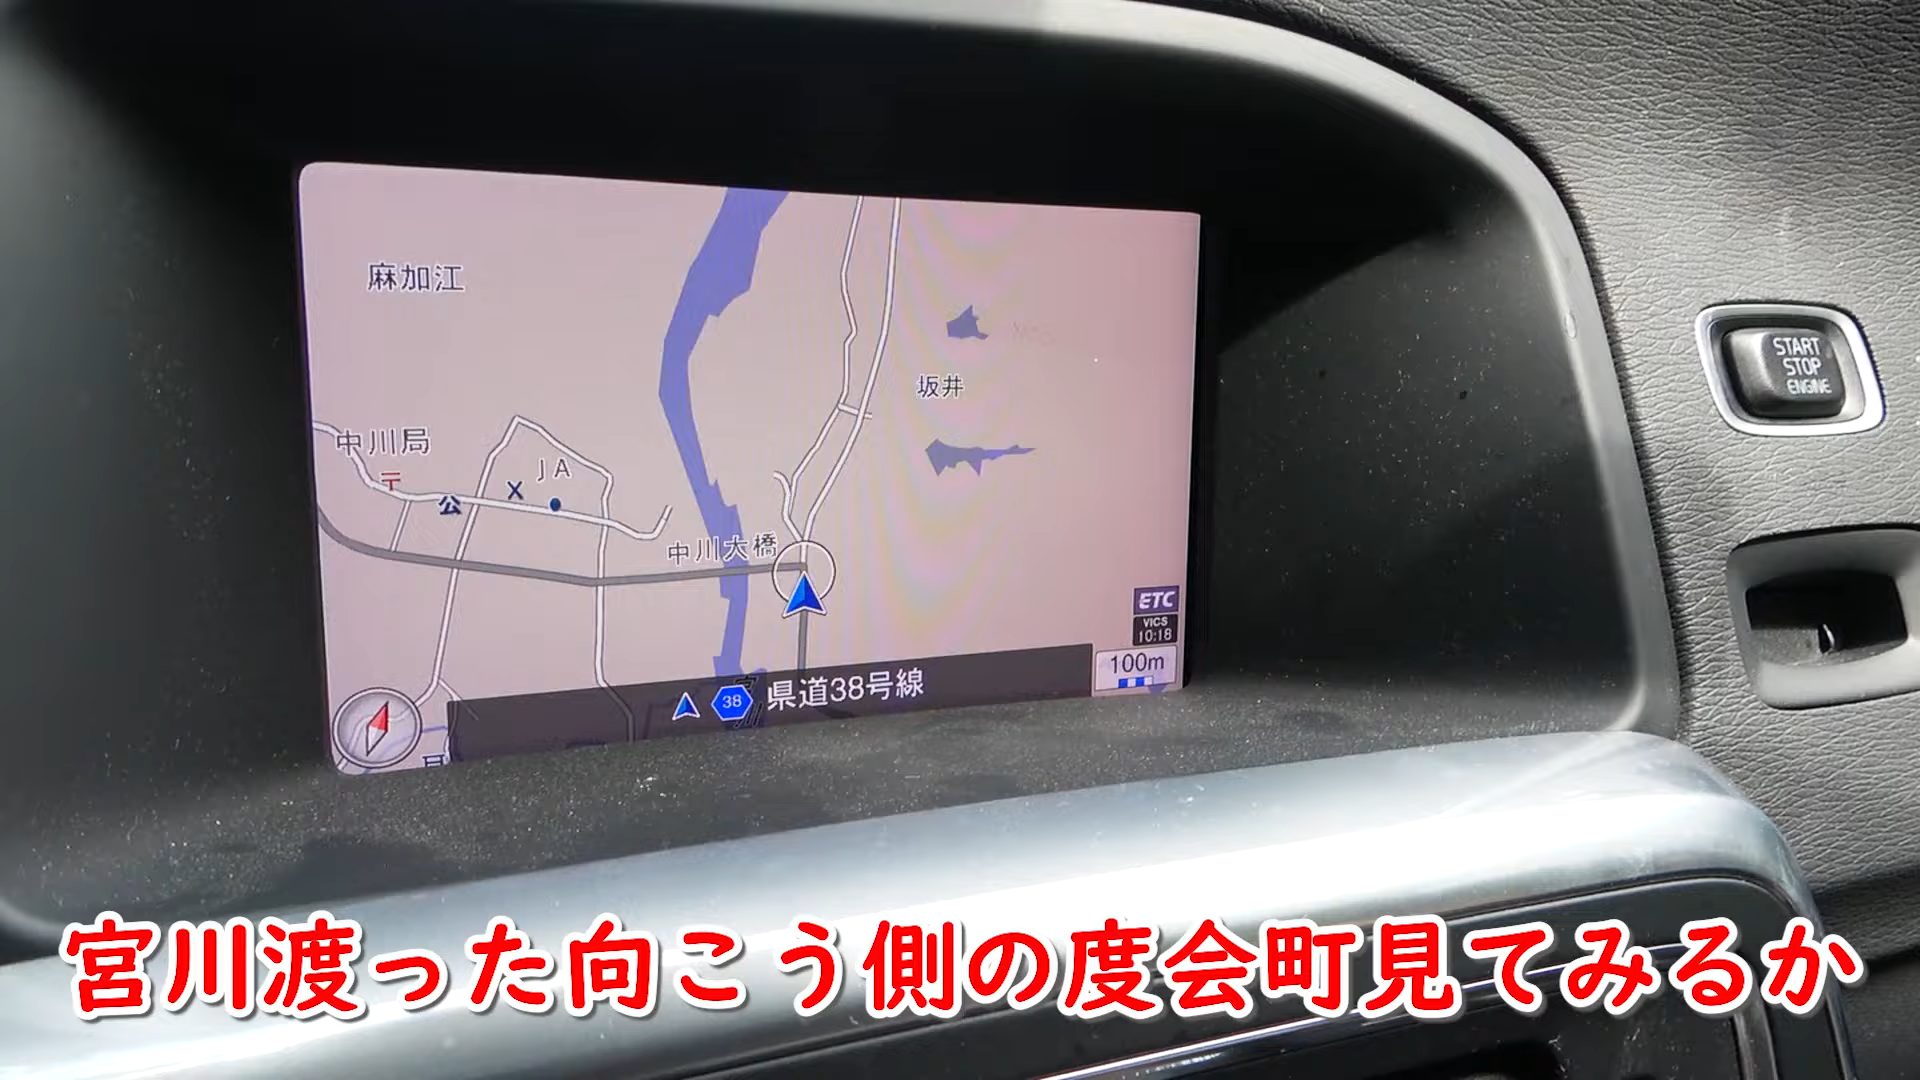 麻加江
坂井
中川局
JA
公
中川大橋
ETC
VICS
10:18
100m
38
県道38号線
START
STOP
ENGINE
宮川渡った向こう側の度会町見てみるか